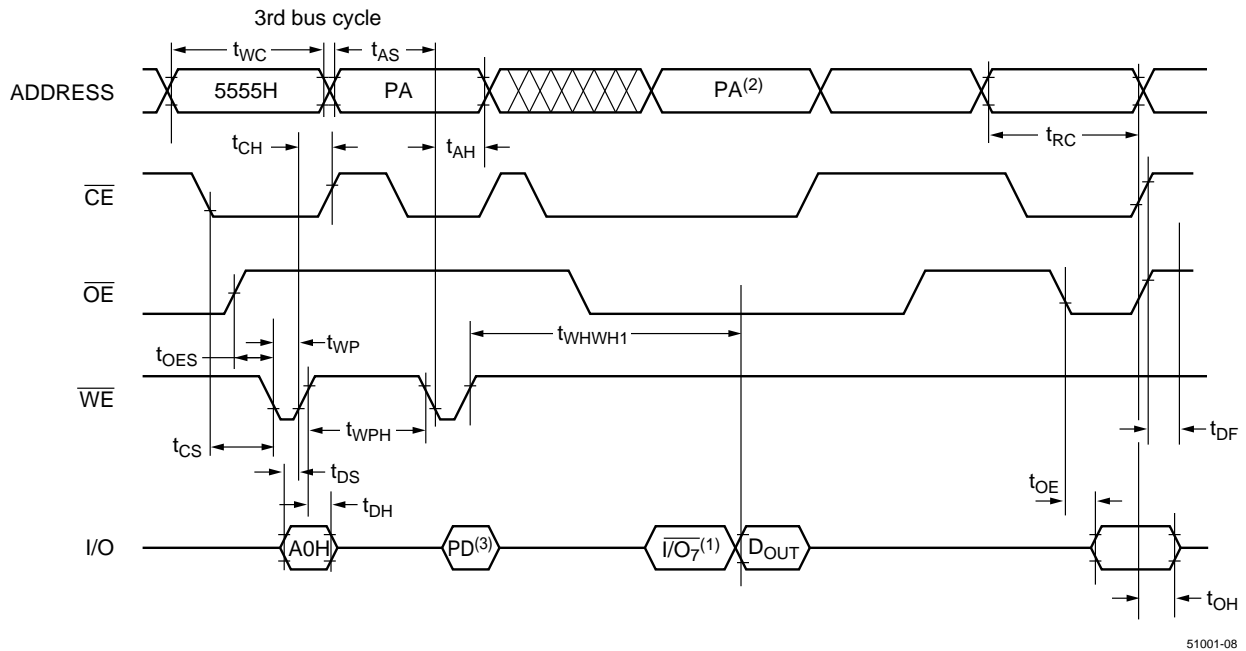 3rd bus cycle
tWC
tAS
ADDRESS
5555H
PA
PA(2)
tCH
tAH
tRC
CE
OE
tWHWH1
tOES
tWP
WE
tCS
tWPH
tDF
tDS
tOE
tDH
I/O
A0H
PD(3)
I/O7(1)
DOUT
tOH
51001-08